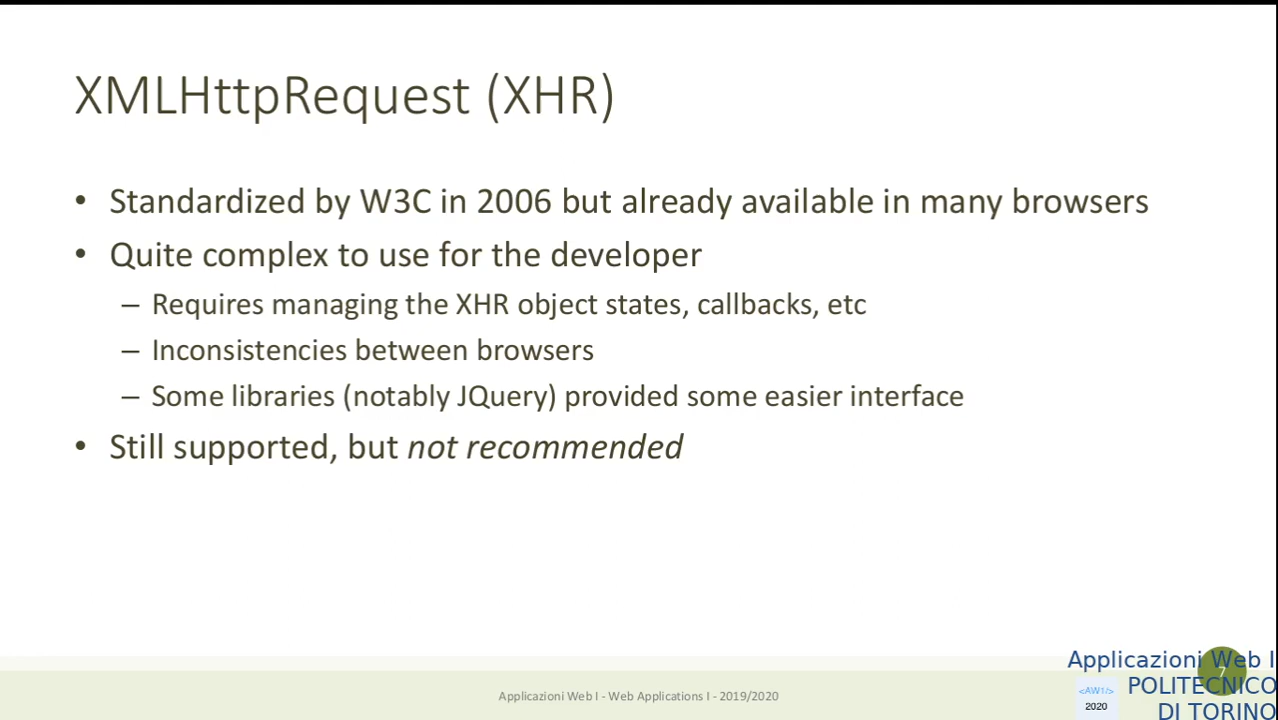 XMLHttpRequest (XHR)
• Standardized by W3C in 2006 but already available in many browsers
• Quite complex to use for the developer
– Requires managing the XHR object states, callbacks, etc
– Inconsistencies between browsers
– Some libraries (notably JQuery) provided some easier interface
• Still supported, but not recommended
Applicazioni Web I - Web Applications I - 2019/2020
7
Applicazioni Web I
POLITECNICO
DI TORINO
<AW1/>
2020